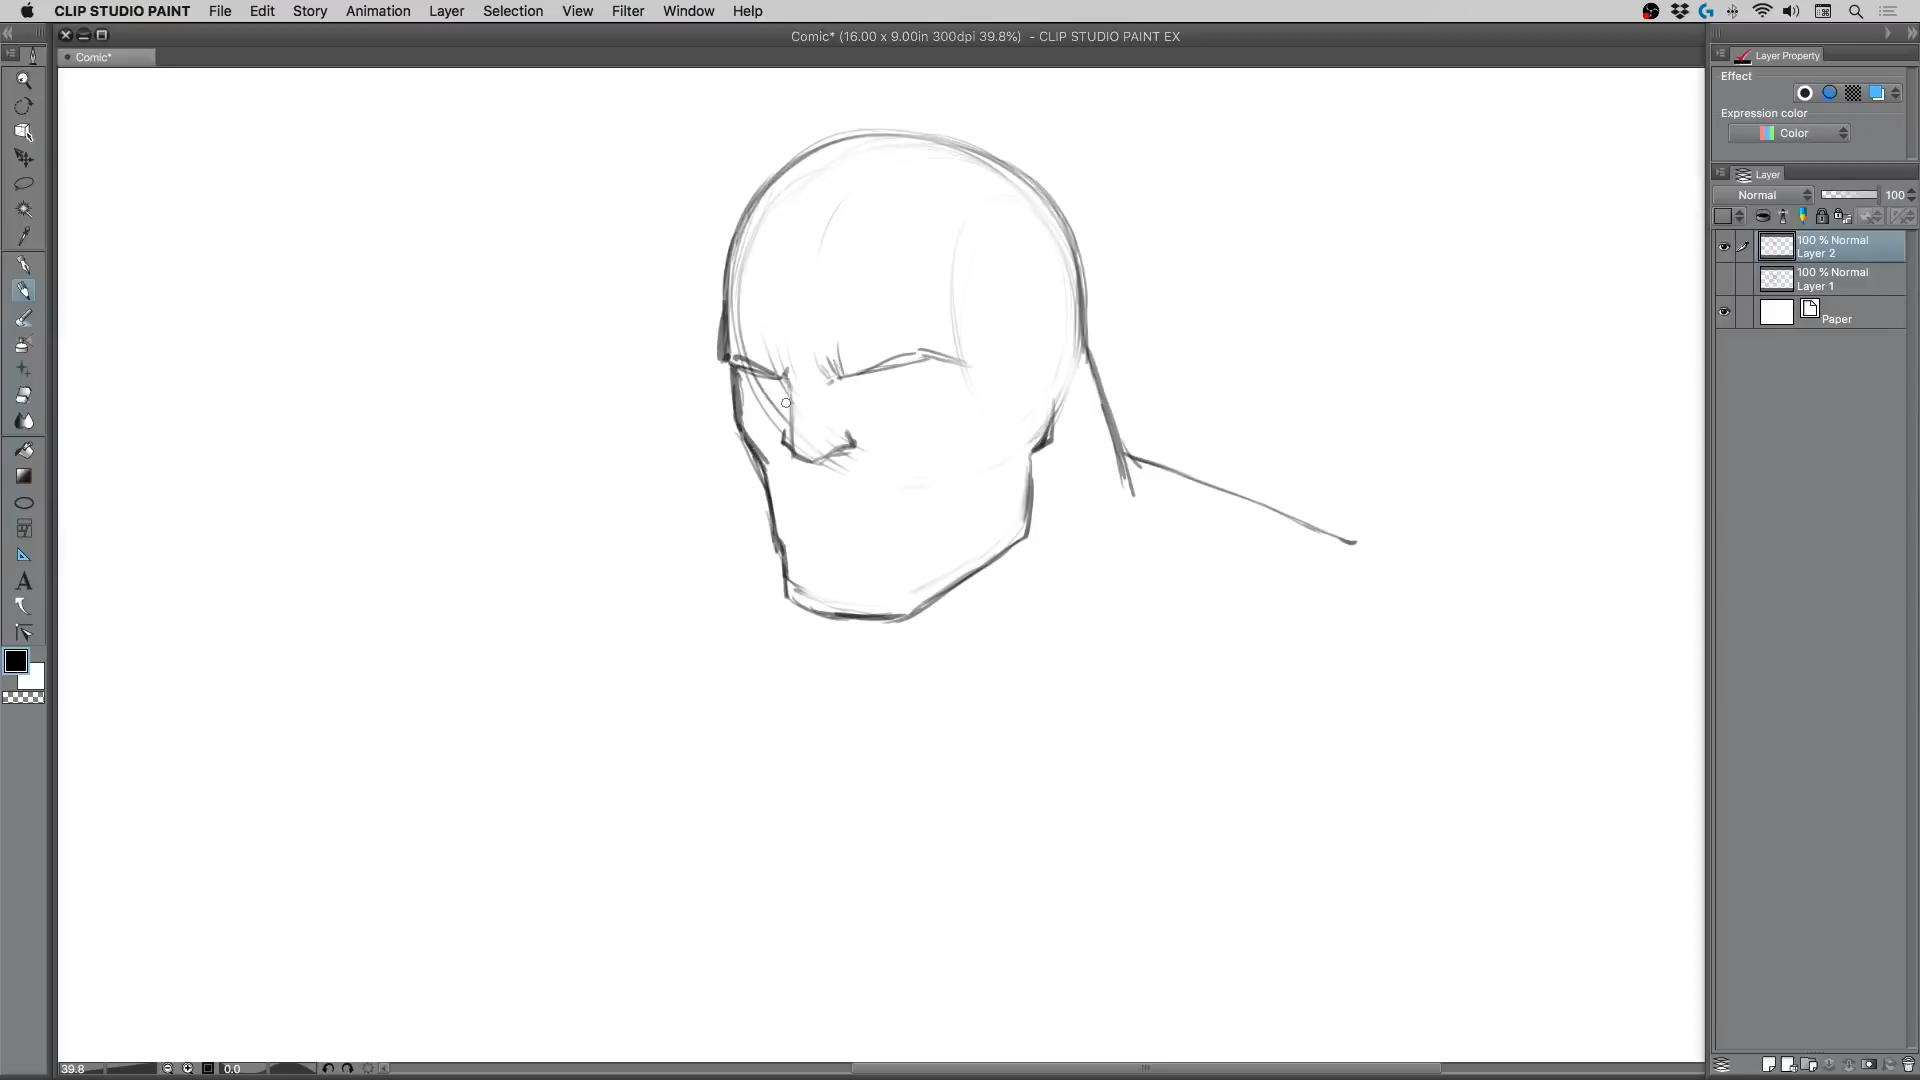 CLIP STUDIO PAINT File Edit Story Animation Layer Selection View Filter Window Help
Comic* (16.00 x 9.00in 300dpi 39.8%) - CLIP STUDIO PAINT EX
Comic*
Layer Property
Effect
Expression color
Color
Layer
Normal 100
100 % Normal
Layer 2
100 % Normal
Layer 1
Paper
39.8 0.0